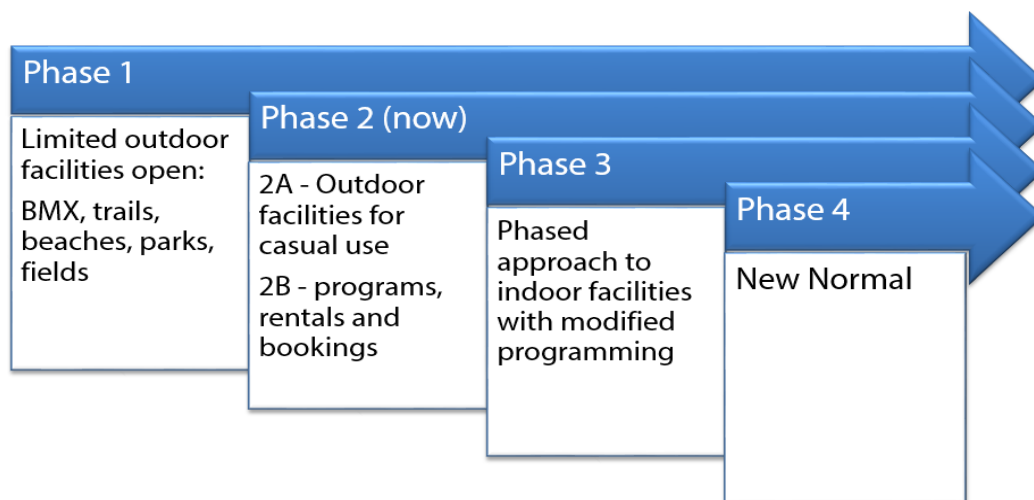 Phase 1
Limited outdoor
facilities open:
BMX, trails,
beaches, parks,
fields
Phase 2 (now)
2A - Outdoor
facilities for
casual use
2B - programs,
rentals and
bookings
Phase 3
Phased
approach to
indoor facilities
with modified
programming
Phase 4
New Normal